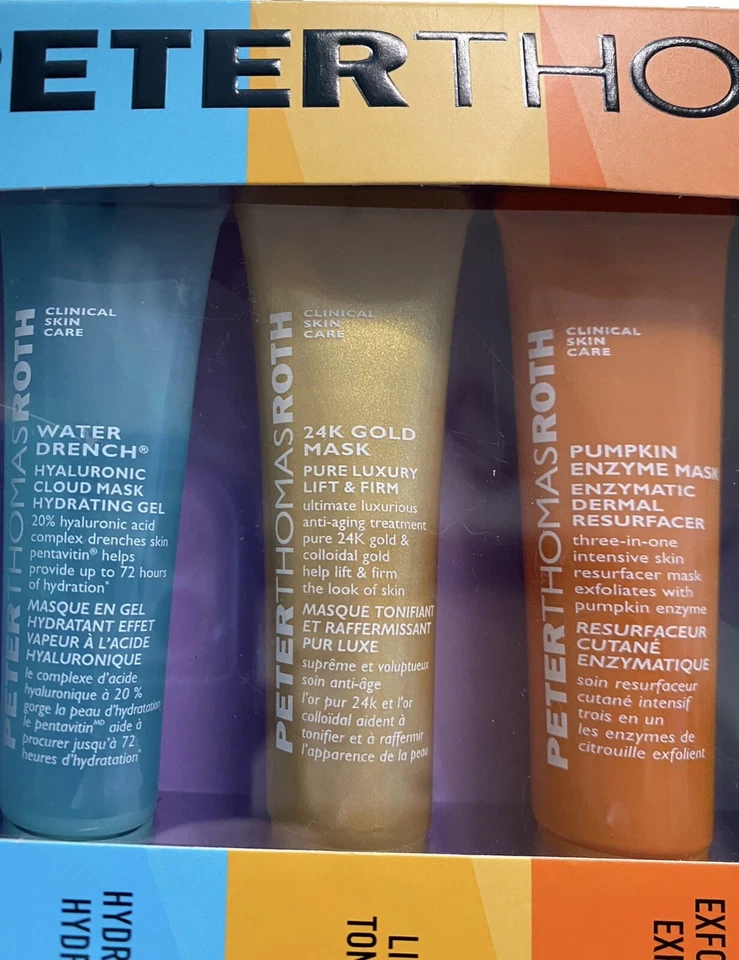 PETERTHO
PETERTHOMASROTH
CLINICAL
SKIN
CARE
WATER
DRENCH®
HYALURONIC
CLOUD MASK
HYDRATING GEL
20% hyaluronic acid
complex drenches skin
pentavitin® helps
provide up to 72 hours
of hydration*
MASQUE EN GEL
HYDRATANT EFFET
VAPEUR À L'ACIDE
HYALURONIQUE
le complexe d'acide
hyaluronique à 20 %
gorge la peau d'hydratation
le pentavitin MD aide à
procurer jusqu'à 72
heures d'hydratation*
PETERTHOMASROTH
CLINICAL
SKIN
CARE
24K GOLD
MASK
PURE LUXURY
LIFT & FIRM
ultimate luxurious
anti-aging treatment
pure 24K gold &
colloidal gold
help lift & firm
the look of skin
MASQUE TONIFIANT
ET RAFFERMISSANT
PUR LUXE
suprême et voluptueux
soin anti-âge
l'or pur 24k et l'or
colloïdal aident à
tonifier et à raffermir
l'apparence de la peau
PETERTHOMASROTH
CLINICAL
SKIN
CARE
PUMPKIN
ENZYME MASK
ENZYMATIC
DERMAL
RESURFACER
three-in-one
intensive skin
resurfacer mask
exfoliates with
pumpkin enzyme
RESURFACEUR
CUTANÉ
ENZYMATIQUE
soin resurfaceur
cutané intensif
trois en un
les enzymes de
citrouille exfolient
HYDR
HYDR
LI
TON
EXFO
EXF